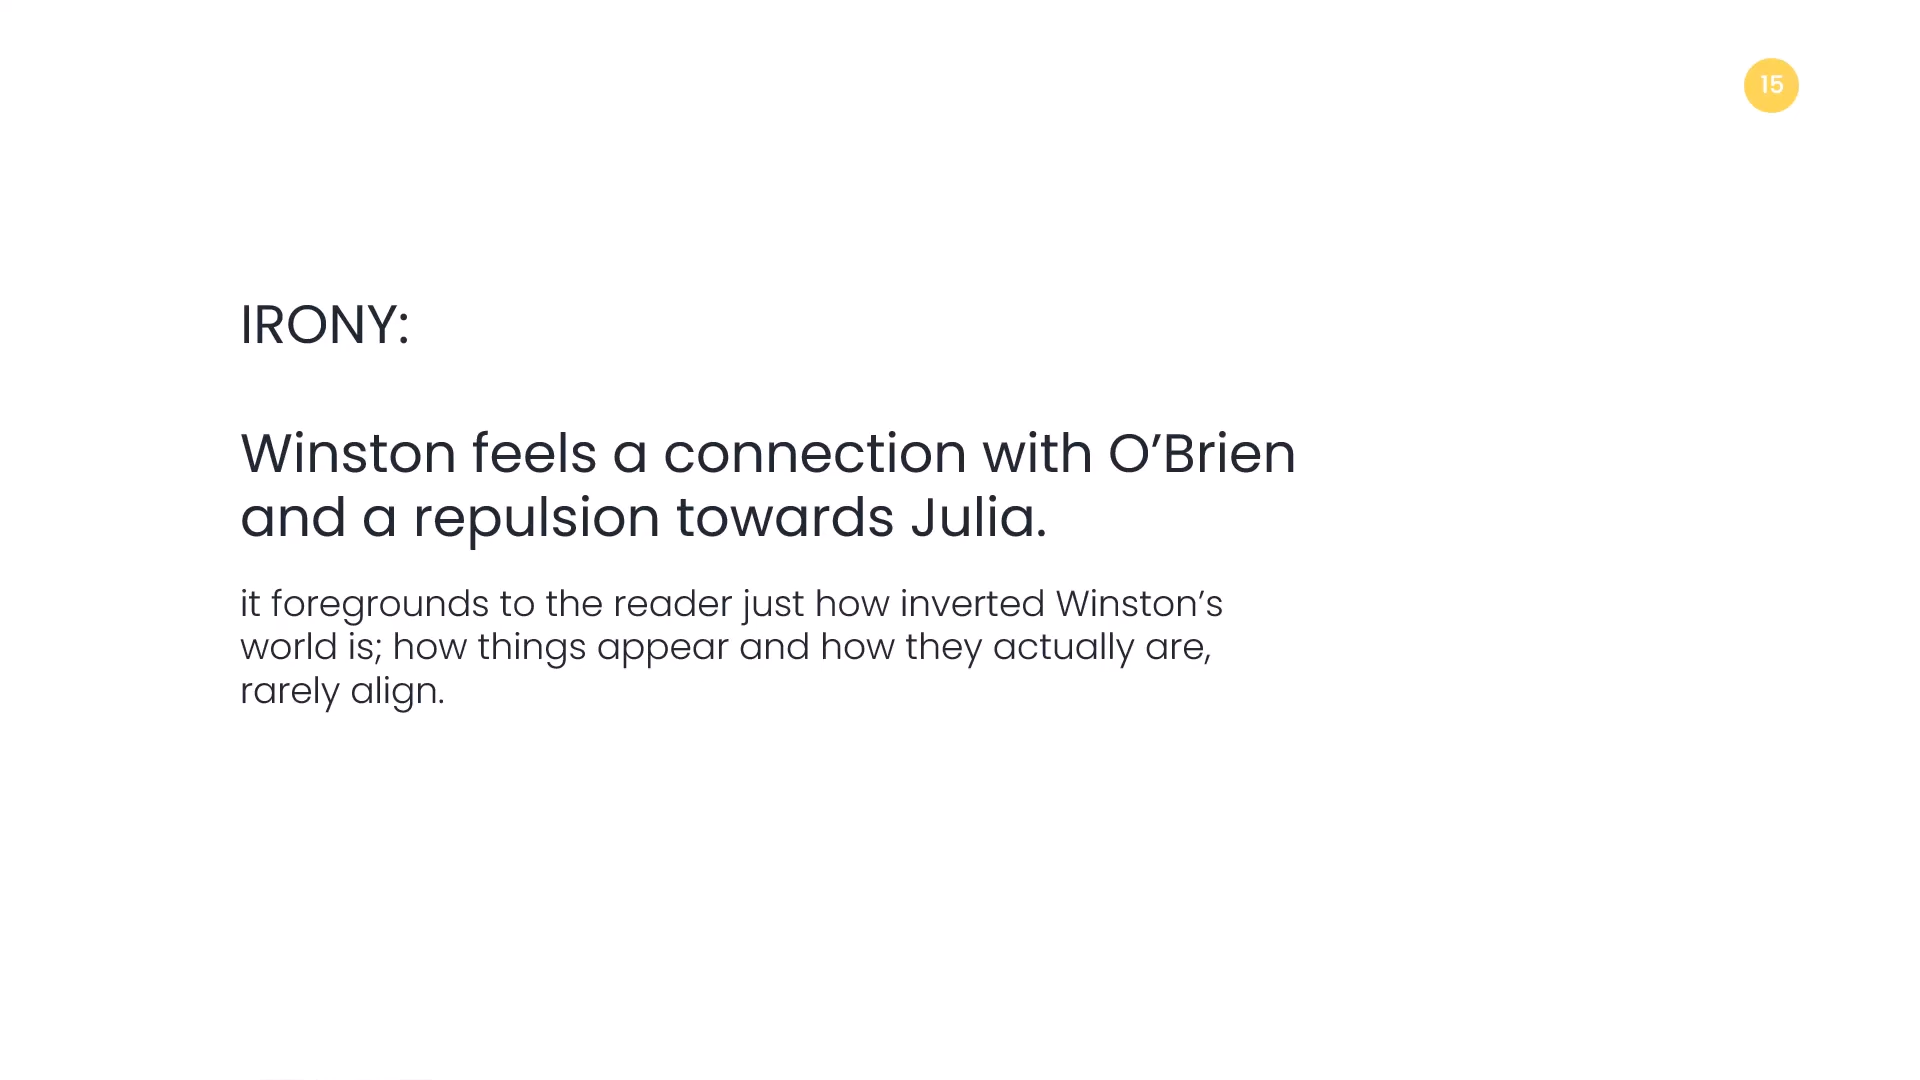 15
IRONY:
Winston feels a connection with O’Brien
and a repulsion towards Julia.
it foregrounds to the reader just how inverted Winston’s
world is; how things appear and how they actually are,
rarely align.